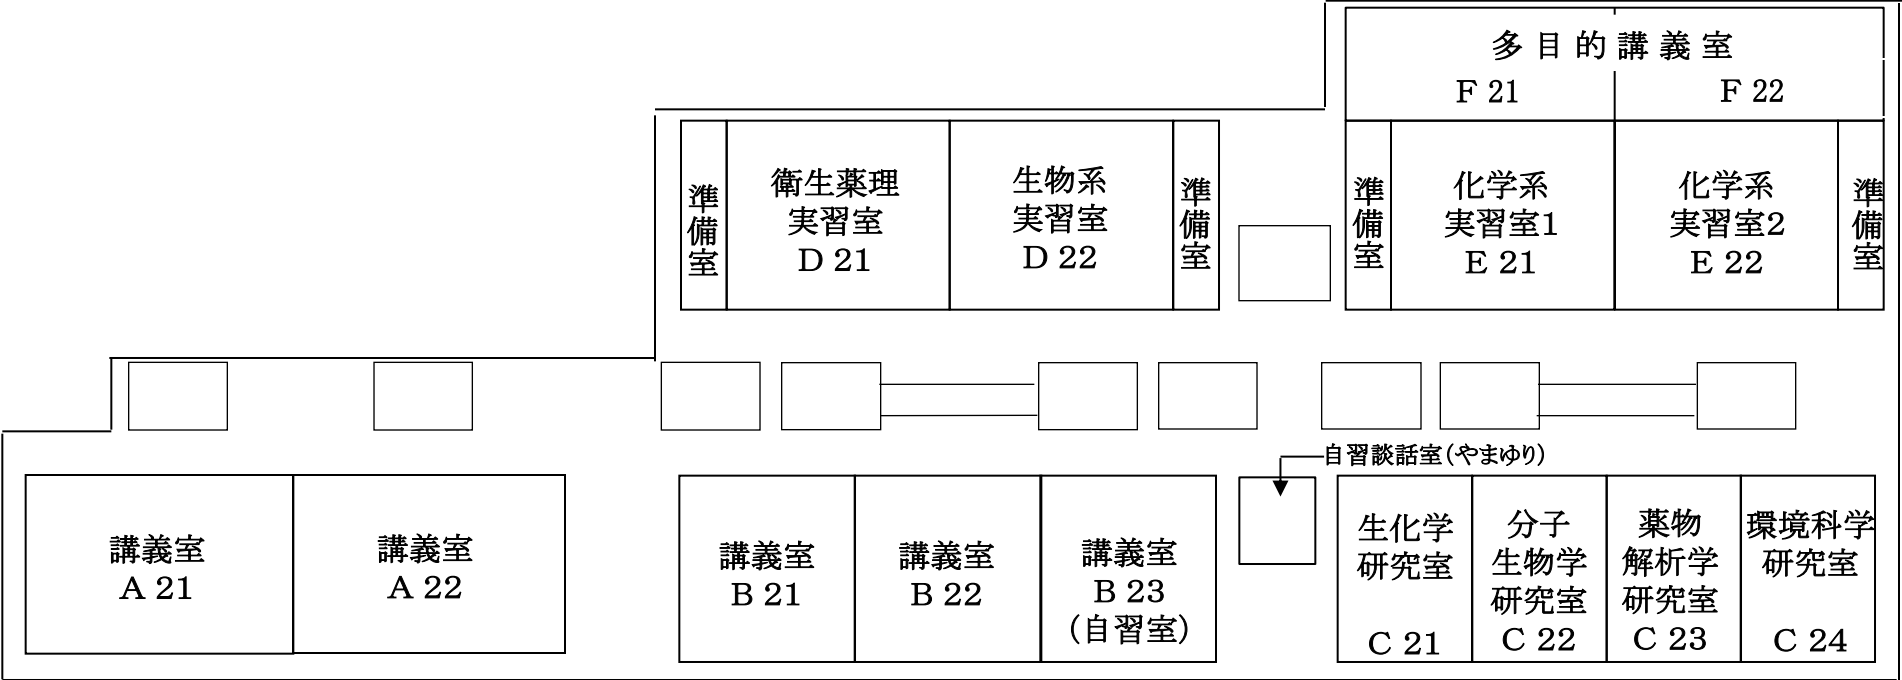 多目的講義室
F 21
F 22
準備室
衛生薬理
実習室
D 21
生物系
実習室
D 22
準備室
準備室
化学系
実習室1
E 21
化学系
実習室2
E 22
準備室
自習談話室(やまゆり)
講義室
A 21
講義室
A 22
講義室
B 21
講義室
B 22
講義室
B 23
(自習室)
生化学
研究室
C 21
分子
生物学
研究室
C 22
薬物
解析学
研究室
C 23
環境科学
研究室
C 24